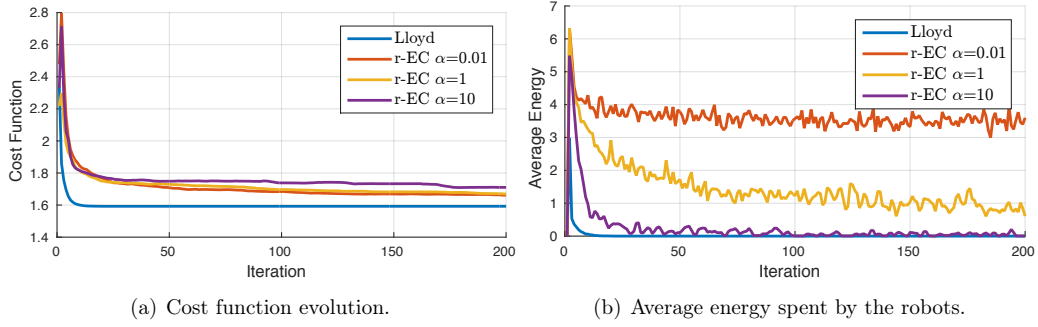 2.8
2.6
2.4
2.2
2
1.8
1.6
1.4
0
50
100
150
200
Cost Function
Iteration
Lloyd
r-EC α=0.01
r-EC α=1
r-EC α=10
(a) Cost function evolution.
7
6
5
4
3
2
1
0
0
50
100
150
200
Average Energy
Iteration
Lloyd
r-EC α=0.01
r-EC α=1
r-EC α=10
(b) Average energy spent by the robots.